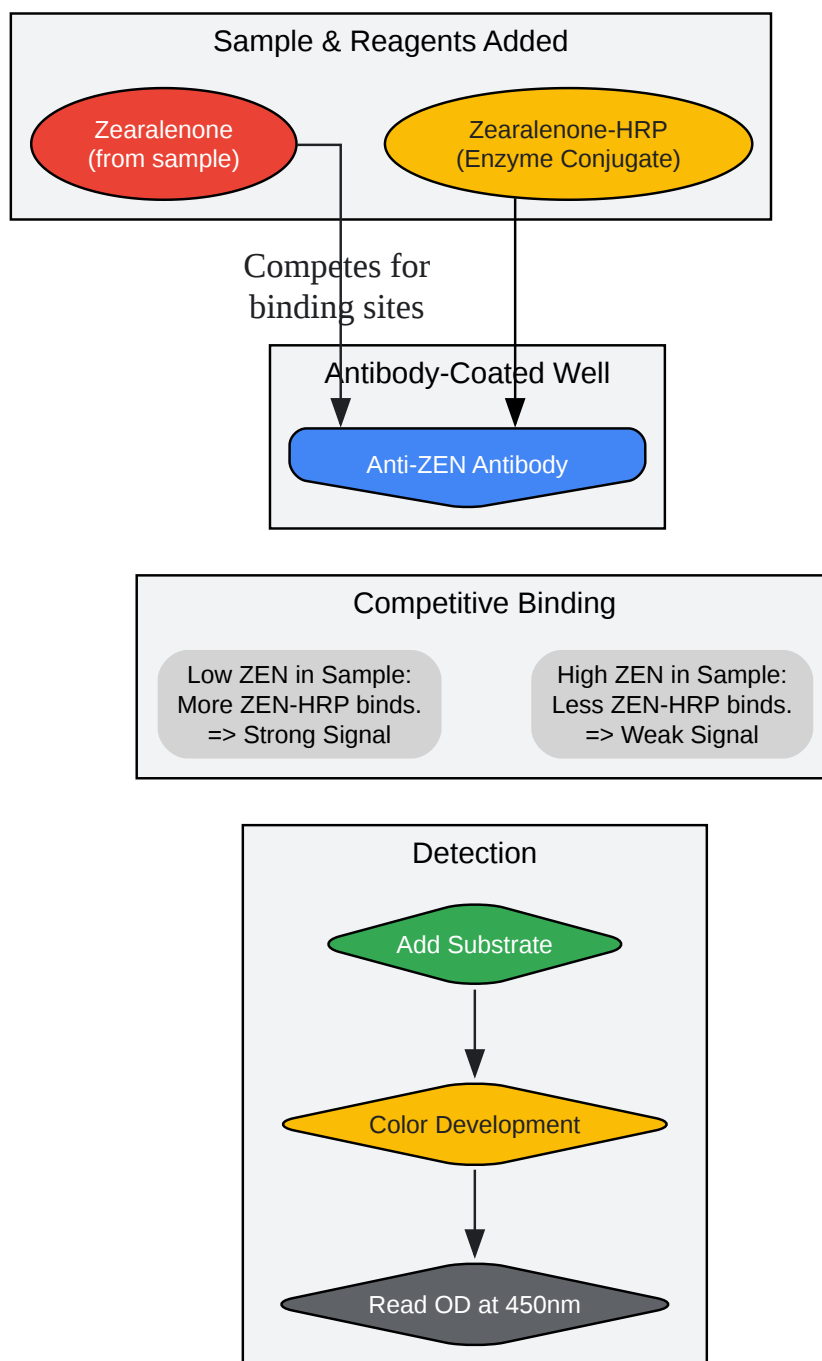 Sample & Reagents Added
Zearalenone
(from sample)
Zearalenone-HRP
(Enzyme Conjugate)
Competes for
binding sites
Antibody-Coated Well
Anti-ZEN Antibody
Competitive Binding
Low ZEN in Sample:
More ZEN-HRP binds.
=> Strong Signal
High ZEN in Sample:
Less ZEN-HRP binds.
=> Weak Signal
Detection
Add Substrate
Color Development
Read OD at 450nm